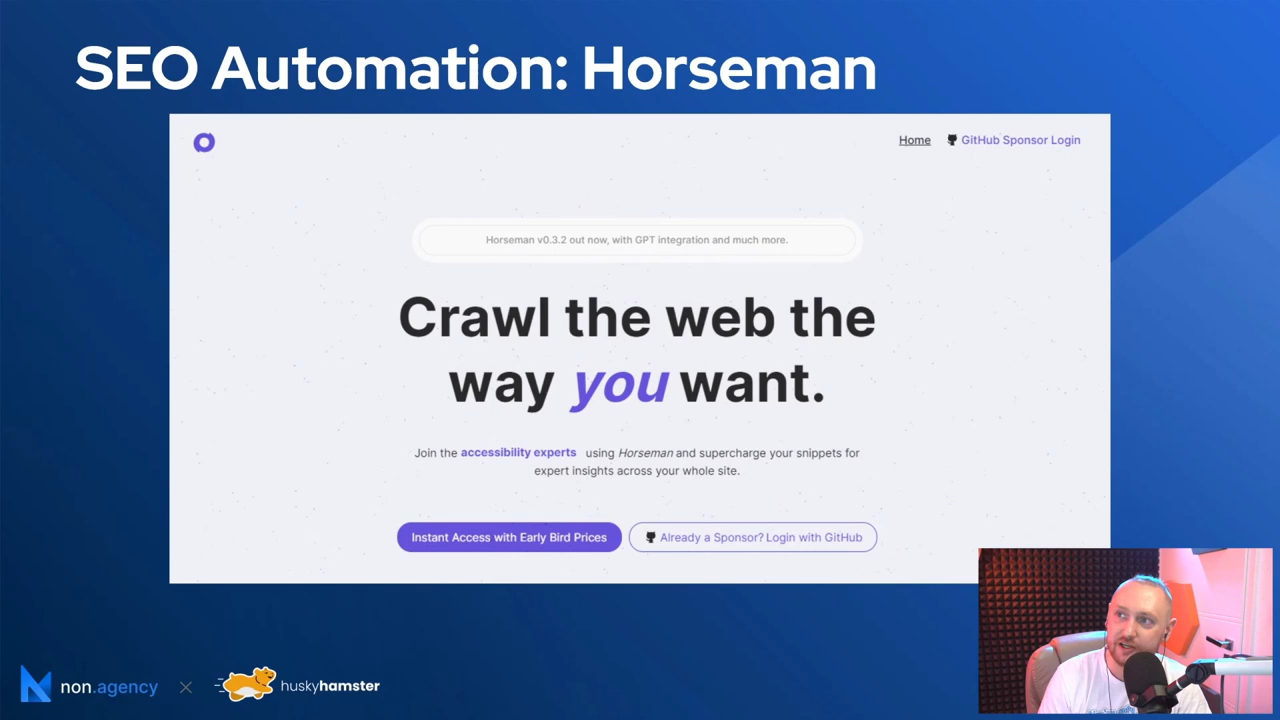 SEO Automation: Horseman
Home
GitHub Sponsor Login
Horseman v0.3.2 out now, with GPT integration and much more.
Crawl the web the
way you want.
Join the accessibility experts using Horseman and supercharge your snippets for
expert insights across your whole site.
Instant Access with Early Bird Prices
Already a Sponsor? Login with GitHub
non.agency
huskyhamster